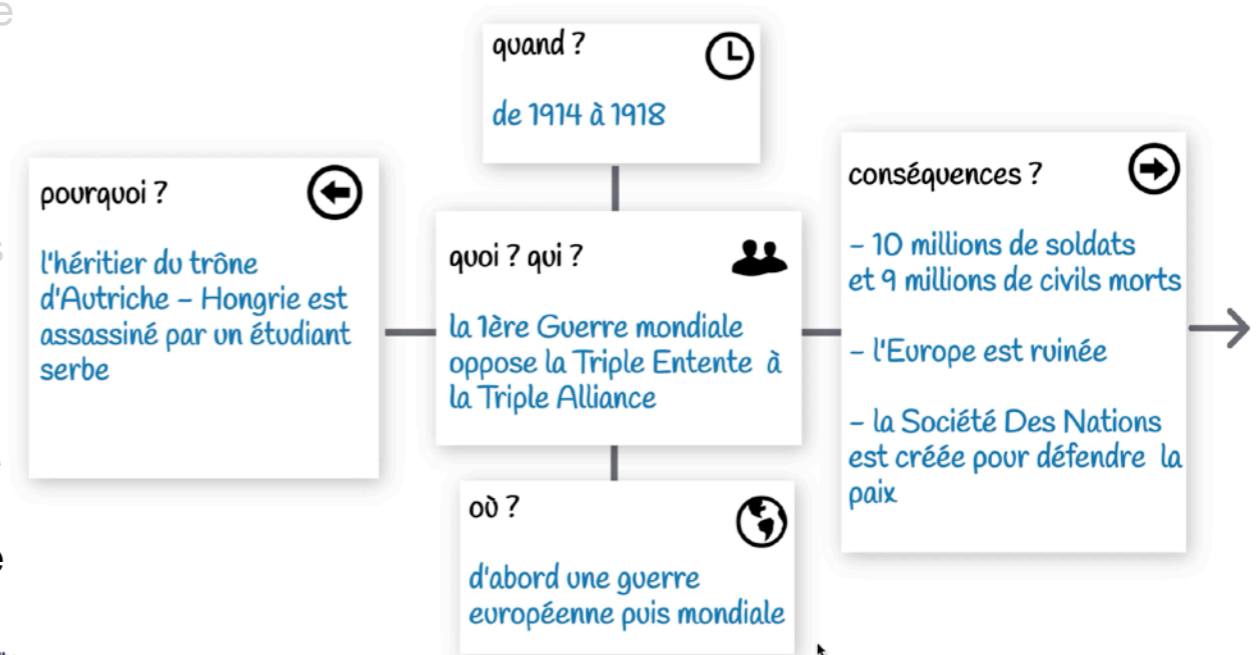 quand ?
de 1914 à 1918
pourquoi ?
l'héritier du trône
d'Autriche – Hongrie est
assassiné par un étudiant
serbe
quoi ? qui ?
la 1ère Guerre mondiale
oppose la Triple Entente à
la Triple Alliance
où ?
d'abord une guerre
européenne puis mondiale
conséquences ?
– 10 millions de soldats
et 9 millions de civils morts
– l'Europe est ruinée
– la Société Des Nations
est créée pour défendre la
paix